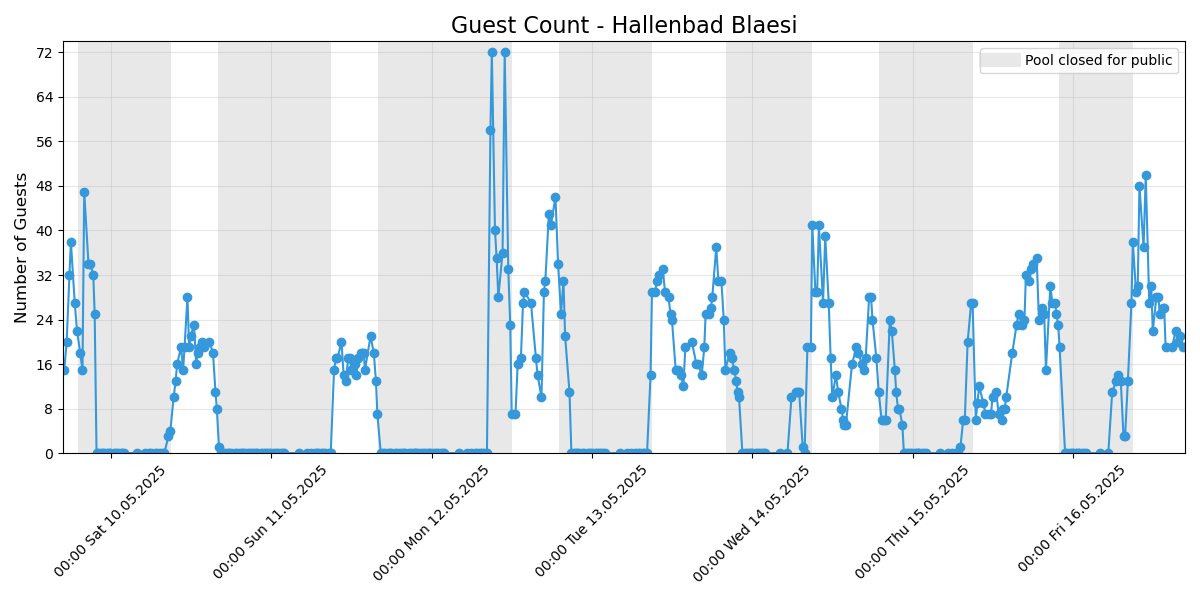 Guest Count - Hallenbad Blaesi
Pool closed for public
Number of Guests
72
64
56
48
40
32
24
16
8
0
00:00 Sat 10.05.2025
00:00 Sun 11.05.2025
00:00 Mon 12.05.2025
00:00 Tue 13.05.2025
00:00 Wed 14.05.2025
00:00 Thu 15.05.2025
00:00 Fri 16.05.2025